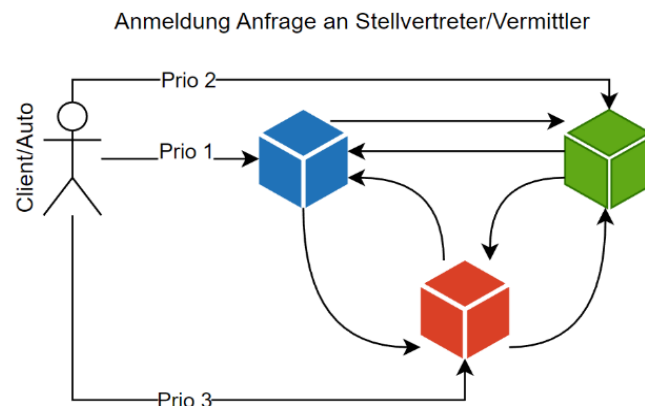 Anmeldung Anfrage an Stellvertreter/Vermittler
Prio 2
Client/Auto
Prio 1
Prio 3